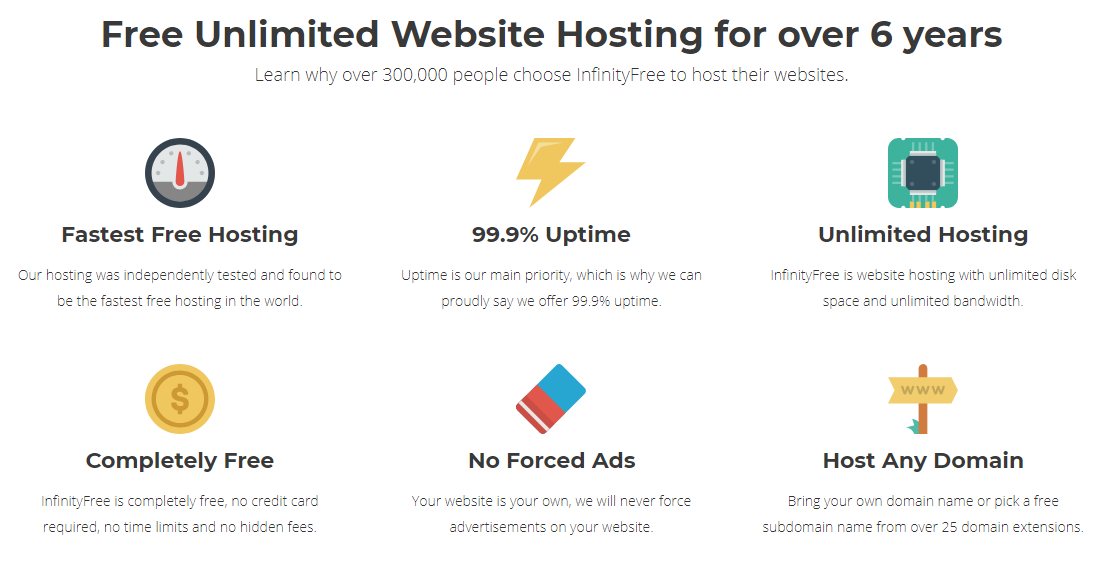 Free Unlimited Website Hosting for over 6 years
Learn why over 300,000 people choose InfinityFree to host their websites.
Fastest Free Hosting
Our hosting was independently tested and found to
be the fastest free hosting in the world.
99.9% Uptime
Uptime is our main priority, which is why we can
proudly say we offer 99.9% uptime.
Unlimited Hosting
InfinityFree is website hosting with unlimited disk
space and unlimited bandwidth.
$
Completely Free
InfinityFree is completely free, no credit card
required, no time limits and no hidden fees.
No Forced Ads
Your website is your own, we will never force
advertisements on your website.
WWW
Host Any Domain
Bring your own domain name or pick a free
subdomain name from over 25 domain extensions.